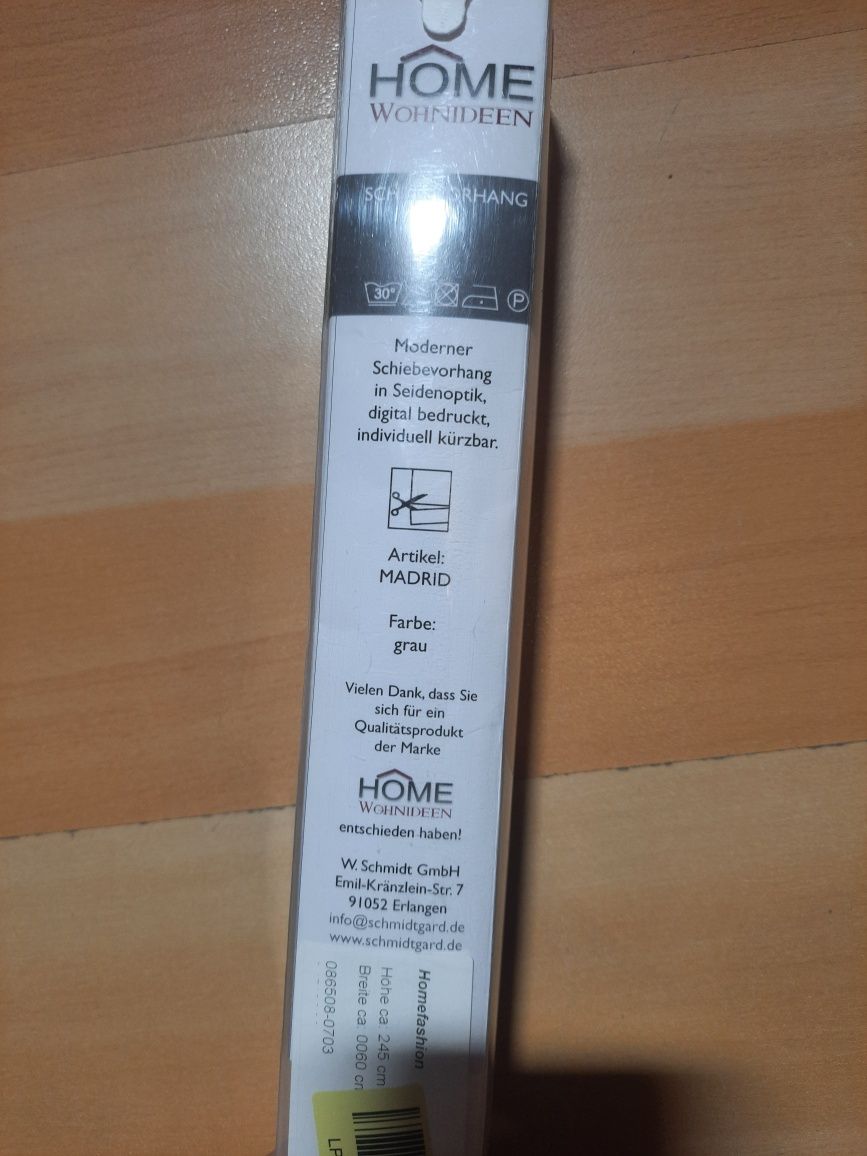 HOME
WOHNIDEEN
30°
P
Moderner
Schiebevorhang
in Seidenoptik,
digital bedruckt,
individuell kürzbar.
Artikel:
MADRID
Farbe:
grau
Vielen Dank, dass Sie
sich für ein
Qualitätsprodukt
der Marke
HOME
WOHNIDEEN
entschieden haben!
W. Schmidt GmbH
Emil-Kränzlein-Str. 7
91052 Erlangen
info@schmidtgard.de
www.schmidtgard.de
Homefashion
Höhe ca: 245 cm
Breite ca: 0060 cm
086508-0703